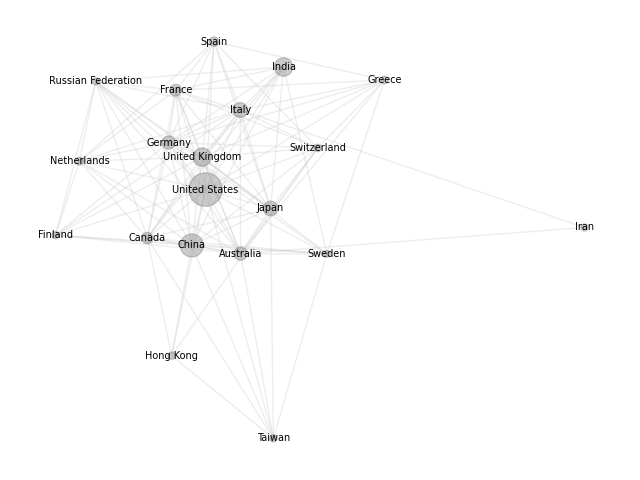 Spain
India
Russian Federation
Greece
France
Italy
Germany
Switzerland
United Kingdom
Netherlands
United States
Japan
Iran
Finland
Canada
China
Australia
Sweden
Hong Kong
Taiwan